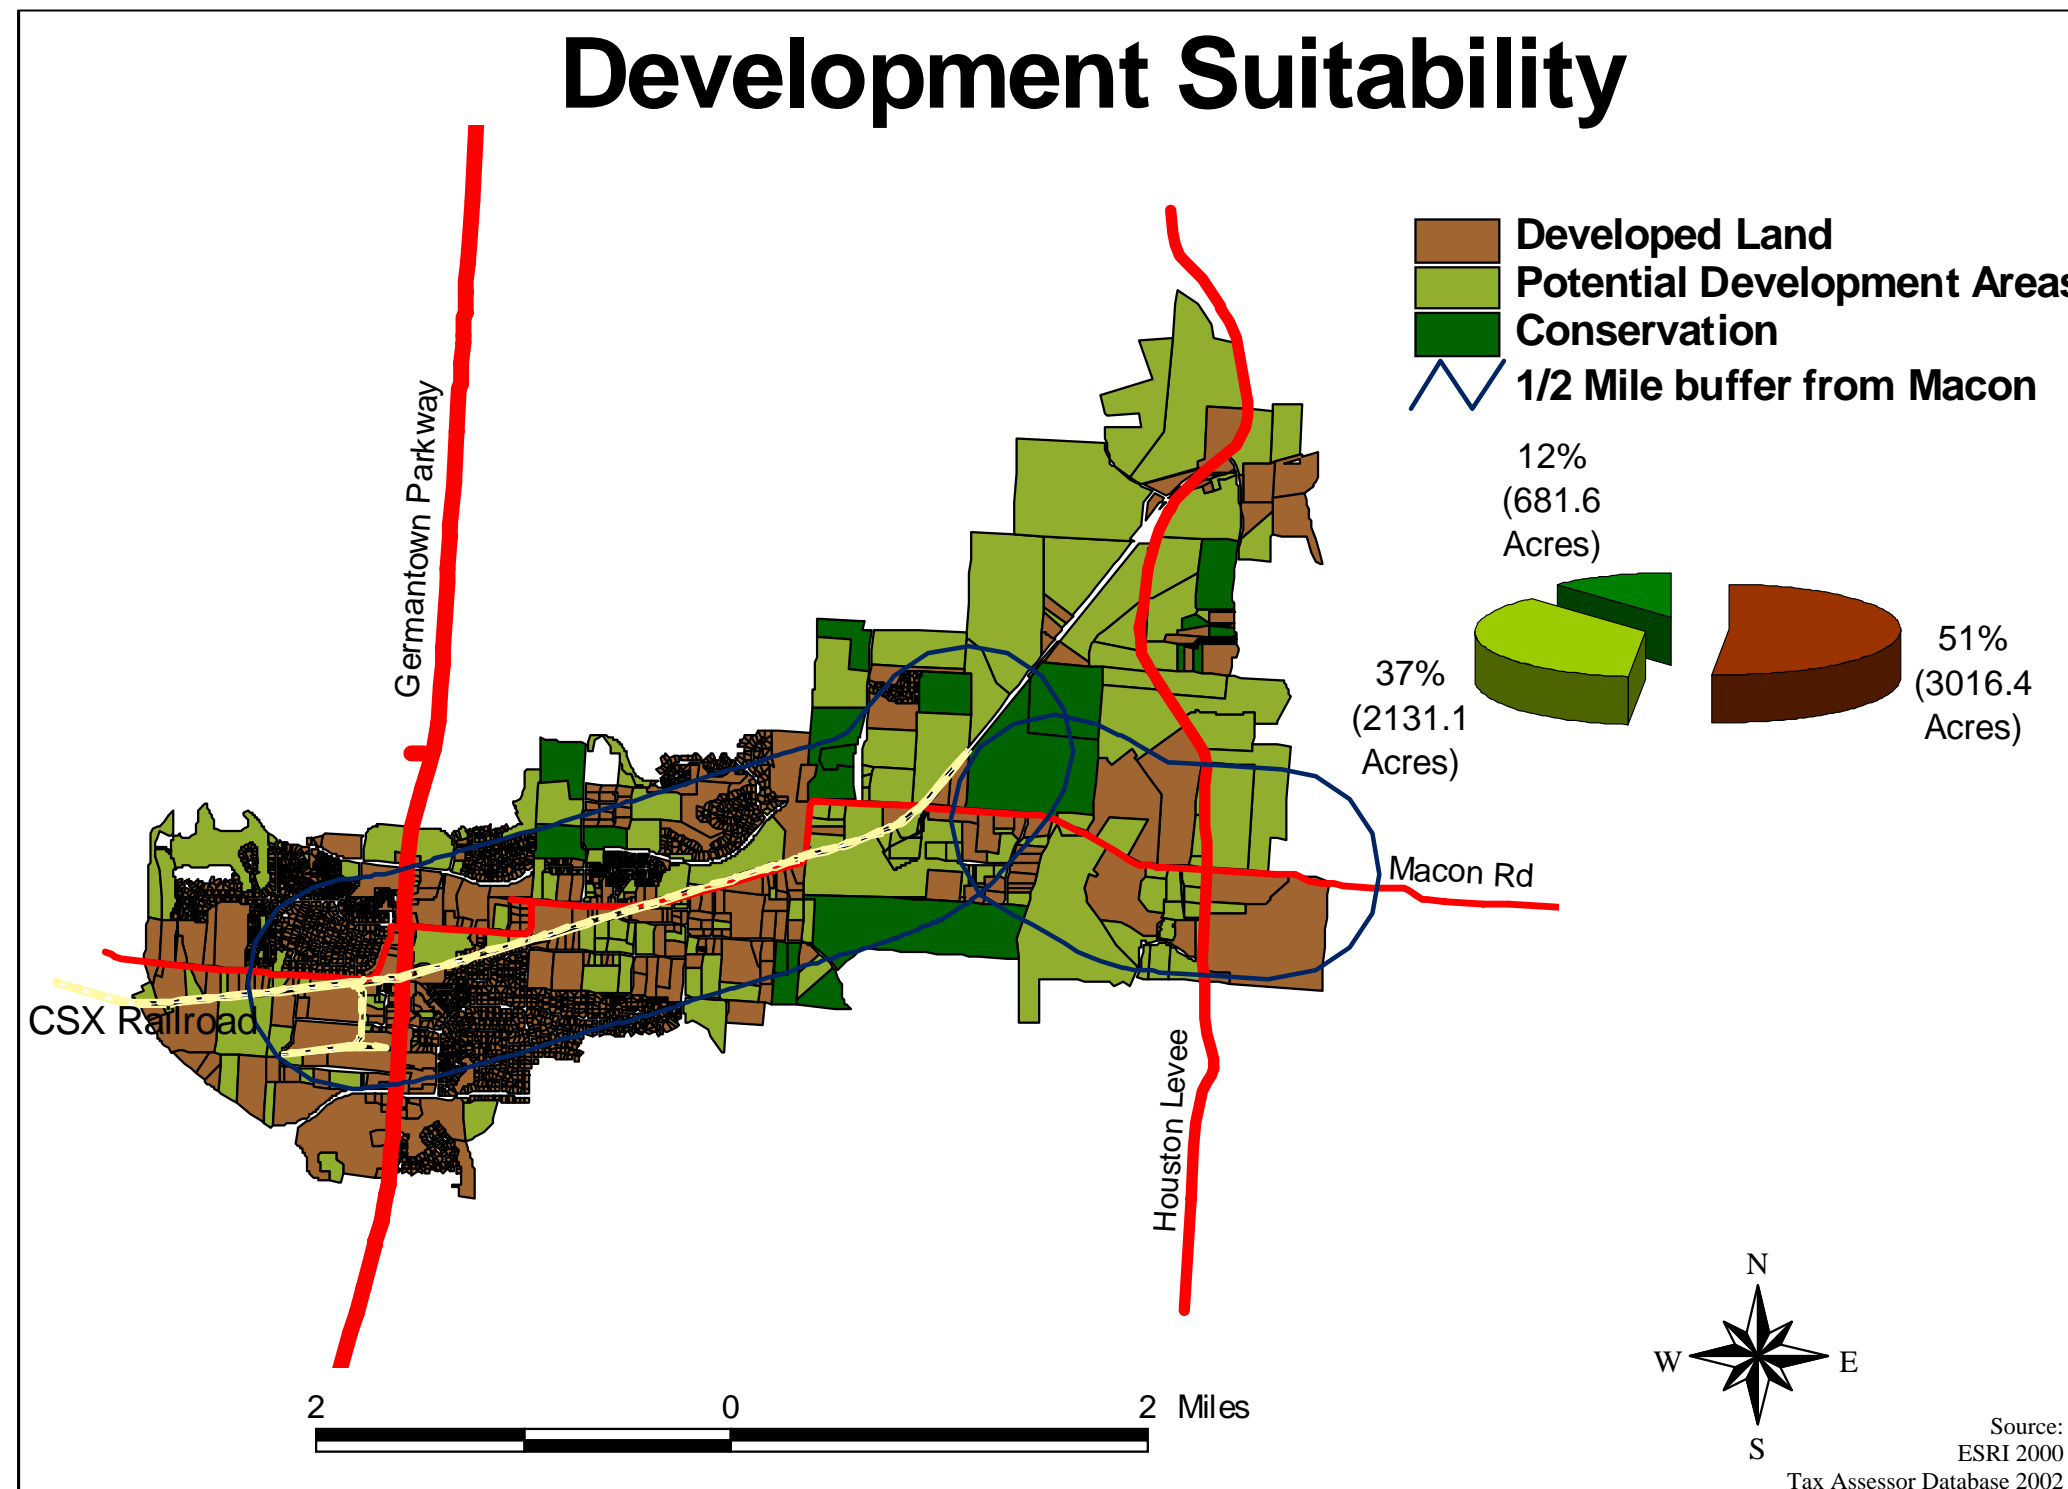 Development Suitability
Developed Land
Potential Development Areas
Conservation
1/2 Mile buffer from Macon
12%
(681.6
Acres)
51%
(3016.4
Acres)
37%
(2131.1
Acres)
Germantown Parkway
Macon Rd
CSX Railroad
Houston Levee
2 0 2 Miles
N
W E
S
Source:
ESRI 2000
Tax Assessor Database 2002